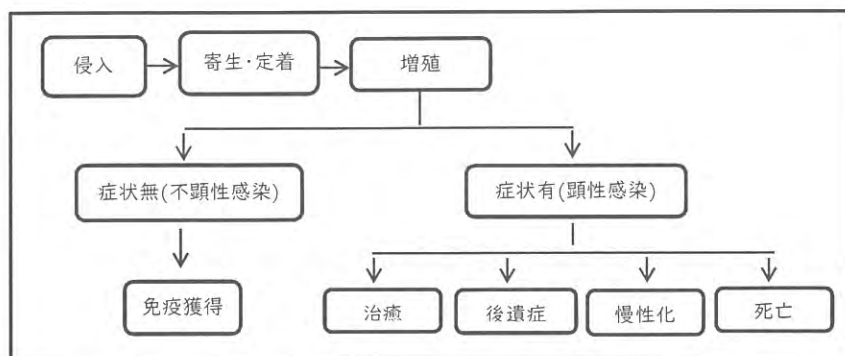 侵入
寄生･定着
増殖
症状無(不顕性感染)
症状有(顕性感染)
免疫獲得
治癒
後遺症
慢性化
死亡